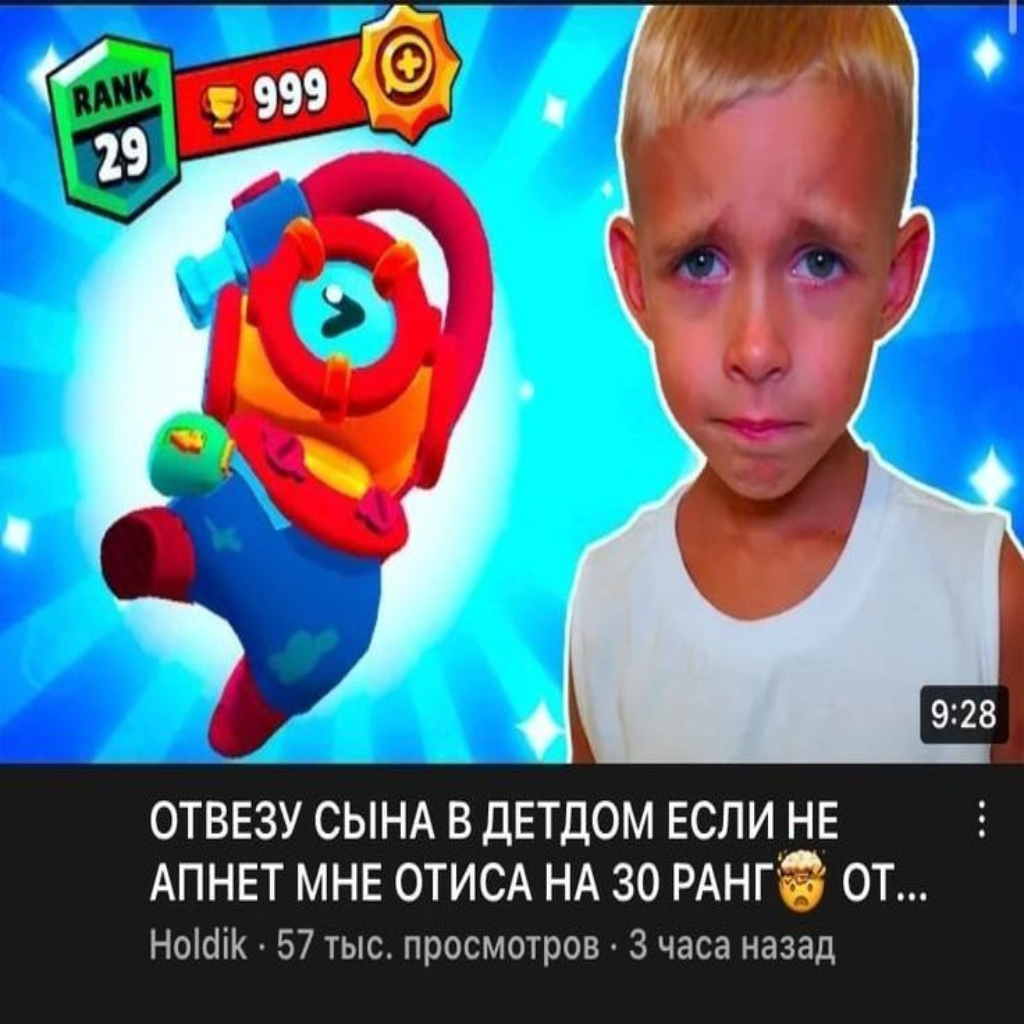 RANK
29
999
9:28
ОТВЕЗУ СЫНА В ДЕТДОМ ЕСЛИ НЕ
АПНЕТ МНЕ ОТИСА НА 30 РАНГ🤯 ОТ...
Holdik · 57 тыс. просмотров · 3 часа назад